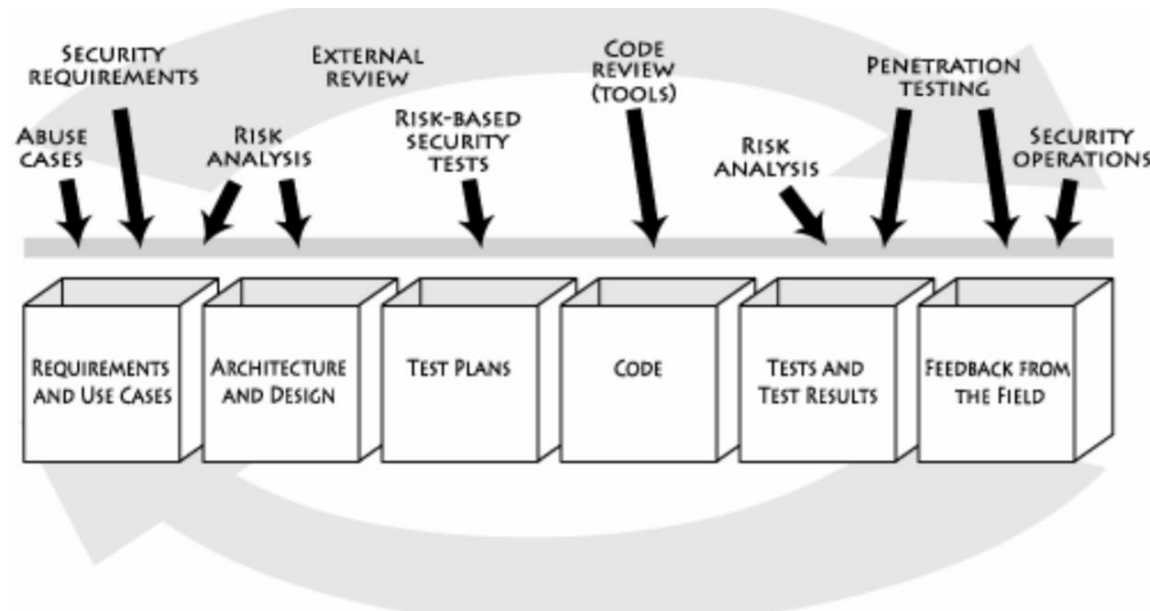 SECURITY
REQUIREMENTS
EXTERNAL
REVIEW
CODE
REVIEW
(TOOLS)
PENETRATION
TESTING
ABUSE
CASES
RISK
ANALYSIS
RISK-BASED
SECURITY
TESTS
RISK
ANALYSIS
SECURITY
OPERATIONS
REQUIREMENTS
AND USE CASES
ARCHITECTURE
AND DESIGN
TEST PLANS
CODE
TESTS AND
TEST RESULTS
FEEDBACK FROM
THE FIELD